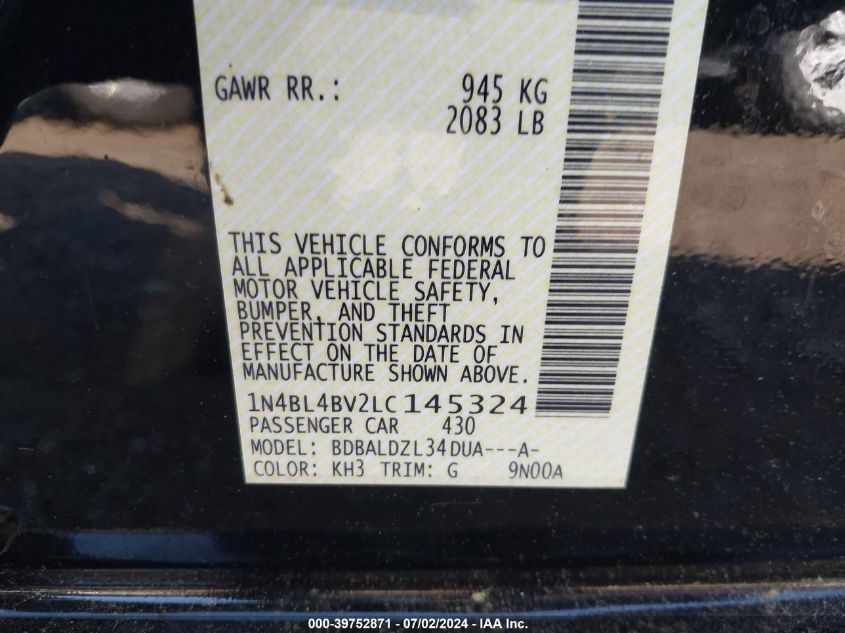 GAWR RR.: 945 KG
2083 LB
THIS VEHICLE CONFORMS TO
ALL APPLICABLE FEDERAL
MOTOR VEHICLE SAFETY,
BUMPER, AND THEFT
PREVENTION STANDARDS IN
EFFECT ON THE DATE OF
MANUFACTURE SHOWN ABOVE.
1N4BL4BV2LC145324
PASSENGER CAR 430
MODEL: BDBALDZL34DUA---A-
COLOR: KH3 TRIM: G 9N00A
000-39752871 - 07/02/2024 - IAA Inc.